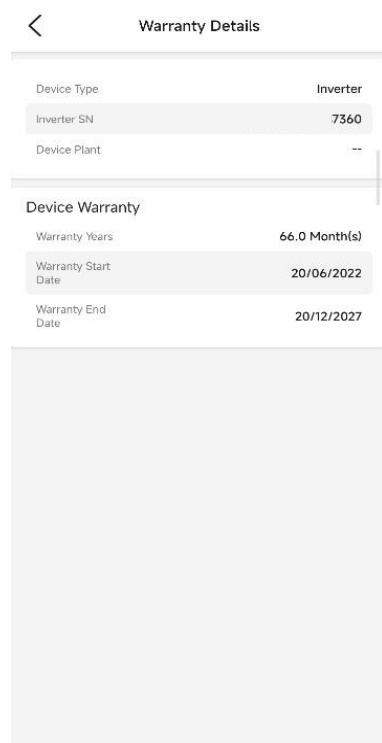 Warranty Details
Device Type Inverter
Inverter SN 7360
Device Plant --
Device Warranty
Warranty Years 66.0 Month(s)
Warranty Start
Date 20/06/2022
Warranty End
Date 20/12/2027